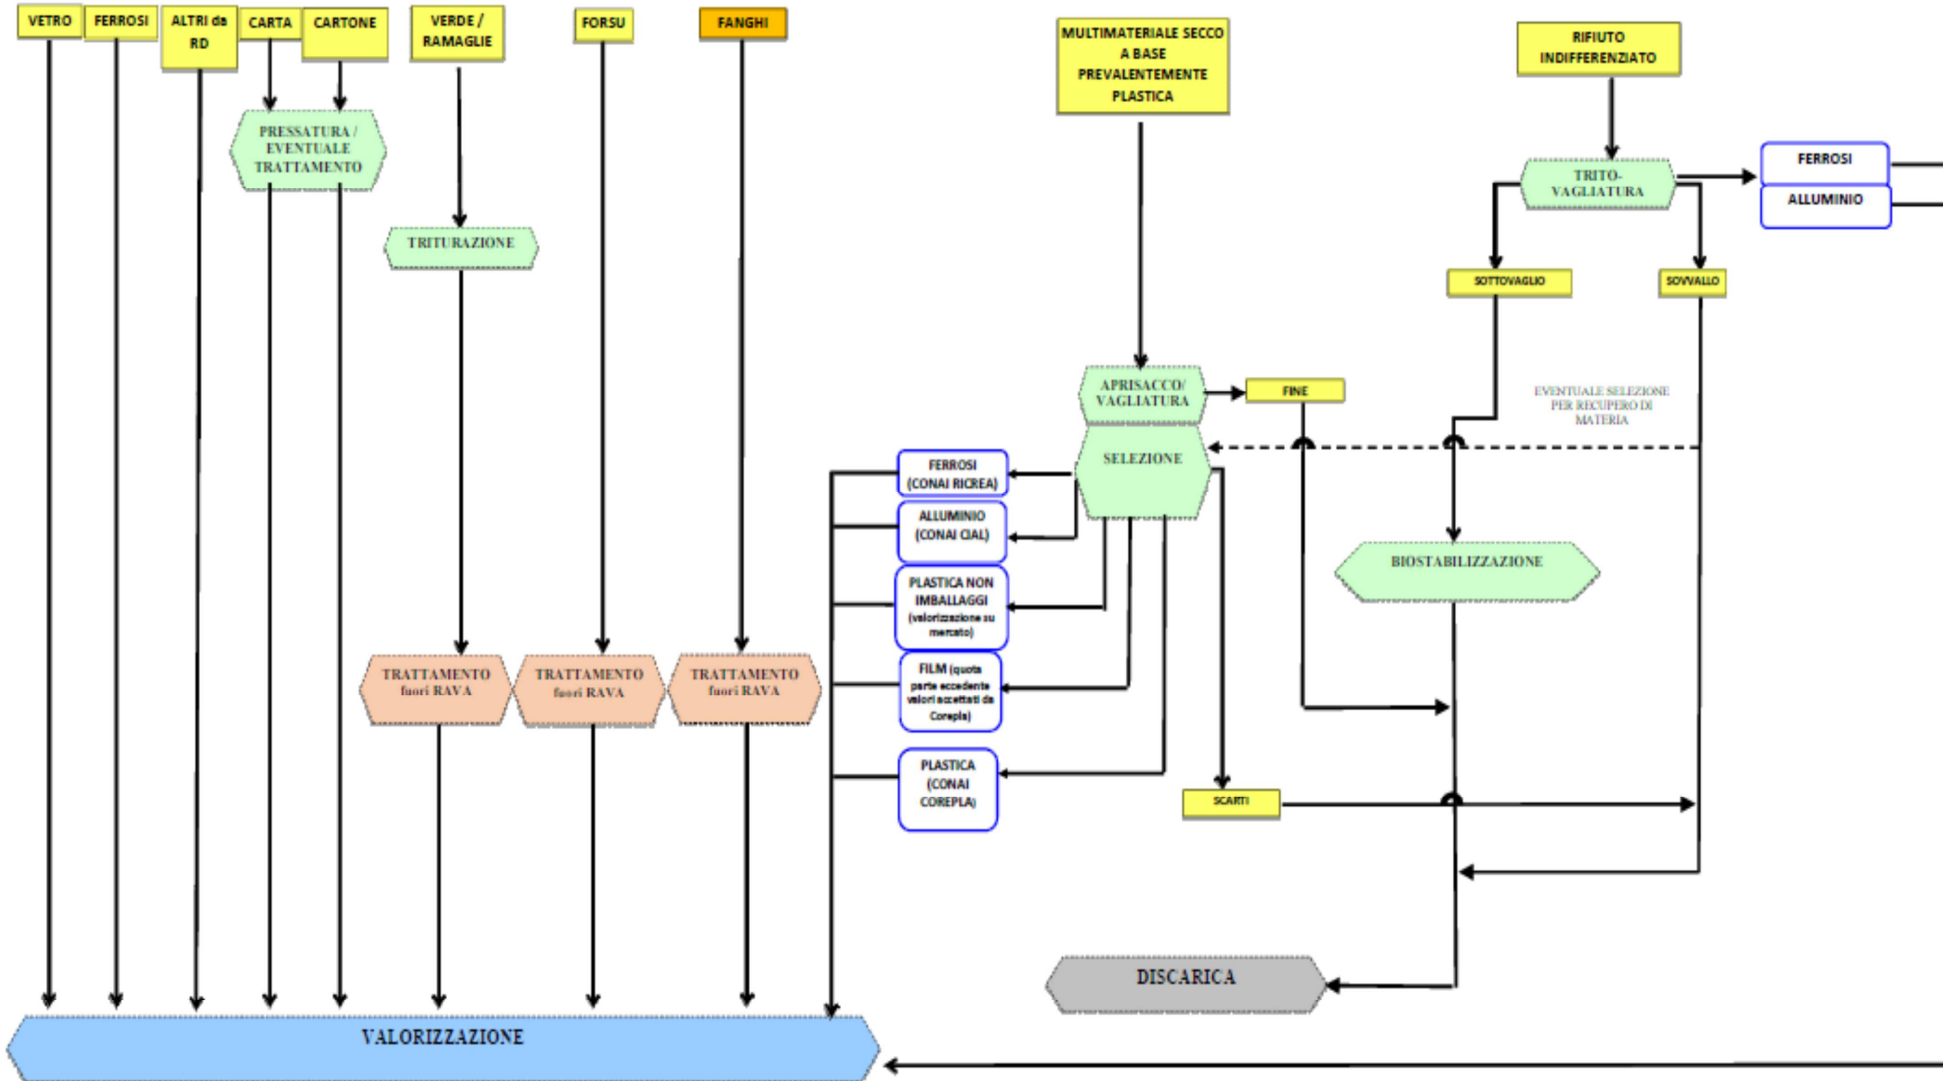 VETRO
FERROSI
ALTRI da
RD
CARTA
CARTONE
VERDE /
RAMAGLIE
FORSU
FANGHI
MULTIMATERIALE SECCO
A BASE
PREVALENTEMENTE
PLASTICA
RIFIUTO
INDIFFERENZIATO
PRESSATURA /
EVENTUALE
TRATTAMENTO
TRITO-
VAGLIATURA
FERROSI
ALLUMINIO
TRITURAZIONE
SOTTOVAGLIO
SOVVALLO
APRISACCO/
VAGLIATURA
FINE
EVENTUALE SELEZIONE
PER RECUPERO DI
MATERIA
SELEZIONE
FERROSI
(CONAI RICREA)
ALLUMINIO
(CONAI CIAL)
BIOSTABILIZZAZIONE
PLASTICA NON
IMBALLAGGI
(valorizzazione su
mercato)
TRATTAMENTO
fuori RAVA
TRATTAMENTO
fuori RAVA
TRATTAMENTO
fuori RAVA
FILM (quota
parte eccedente
valori accettati da
Corepla)
PLASTICA
(CONAI
COREPLA)
SCARTI
DISCARICA
VALORIZZAZIONE